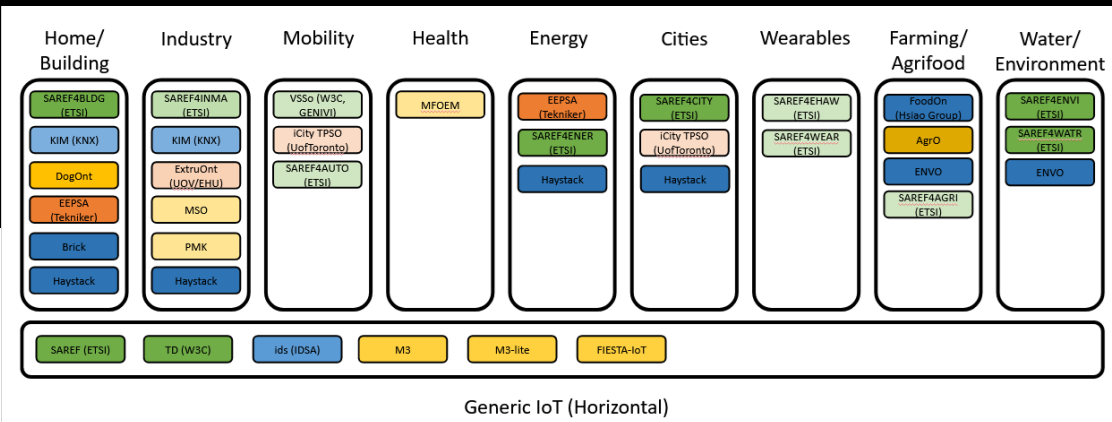 Home/
Building
Industry
Mobility
Health
Energy
Cities
Wearables
Farming/
Agrifood
Water/
Environment
SAREF4BLDG
(ETSI)
KIM (KNX)
DogOnt
EEPSA
(Tekniker)
Brick
Haystack
SAREF4INMA
(ETSI)
KIM (KNX)
ExtruOnt
(UOV/EHU)
MSO
PMK
Haystack
VSSo (W3C,
GENIVI)
iCity TPSO
(UofToronto)
SAREF4AUTO
(ETSI)
MFOEM
EEPSA
(Tekniker)
SAREF4ENER
(ETSI)
Haystack
SAREF4CITY
(ETSI)
iCity TPSO
(UofToronto)
Haystack
SAREF4EHAW
(ETSI)
SAREF4WEAR
(ETSI)
FoodOn
(Hsiao Group)
AgrO
ENVO
SAREF4AGRI
(ETSI)
SAREF4ENVI
(ETSI)
SAREF4WATR
(ETSI)
ENVO
SAREF (ETSI)
TD (W3C)
ids (IDSA)
M3
M3-lite
FIESTA-IoT
Generic IoT (Horizontal)